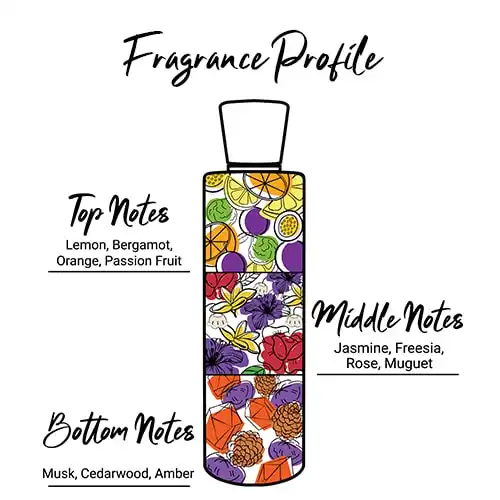 Fragrance Profile
Top Notes
Lemon, Bergamot,
Orange, Passion Fruit
Middle Notes
Jasmine, Freesia,
Rose, Muguet
Bottom Notes
Musk, Cedarwood, Amber